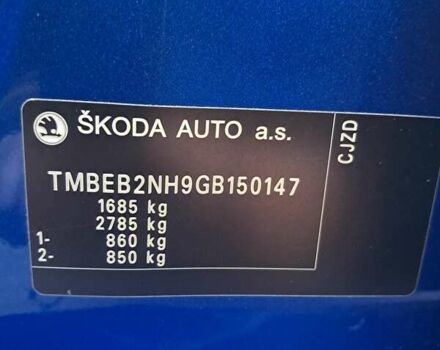 ŠKODA AUTO a.s.
CJZD
TMBEB2NH9GB150147
1685 kg
2785 kg
1- 860 kg
2- 850 kg